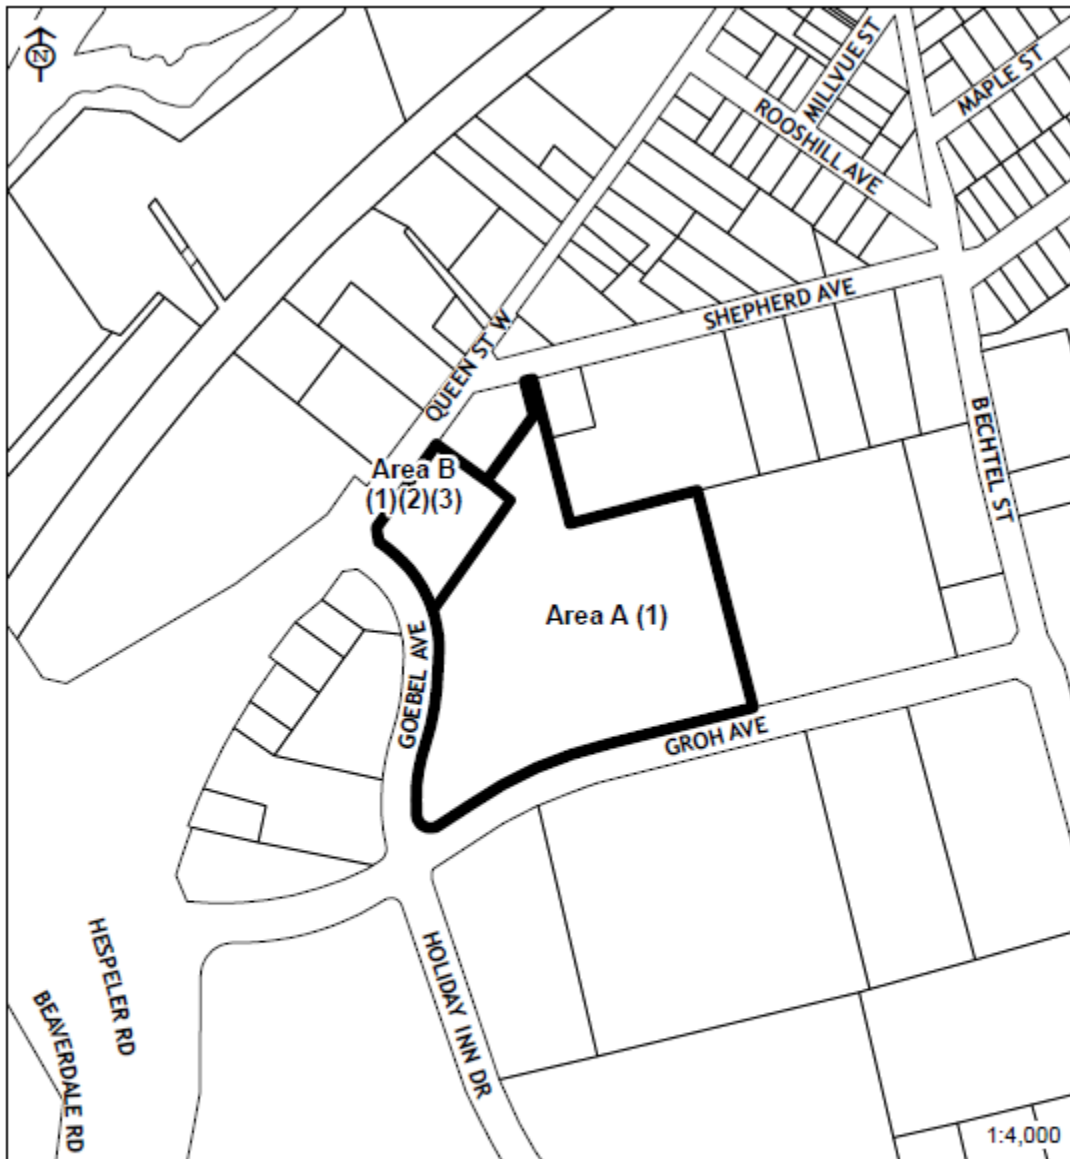 N
MILLVUE ST
MAPLE ST
ROOSHILL AVE
SHEPHERD AVE
QUEEN ST W
BECHTEL ST
Area B
(1)(2)(3)
Area A (1)
GOEBEL AVE
GROH AVE
HESPELER RD
HOLIDAY INN DR
BEAVERDALE RD
1:4,000